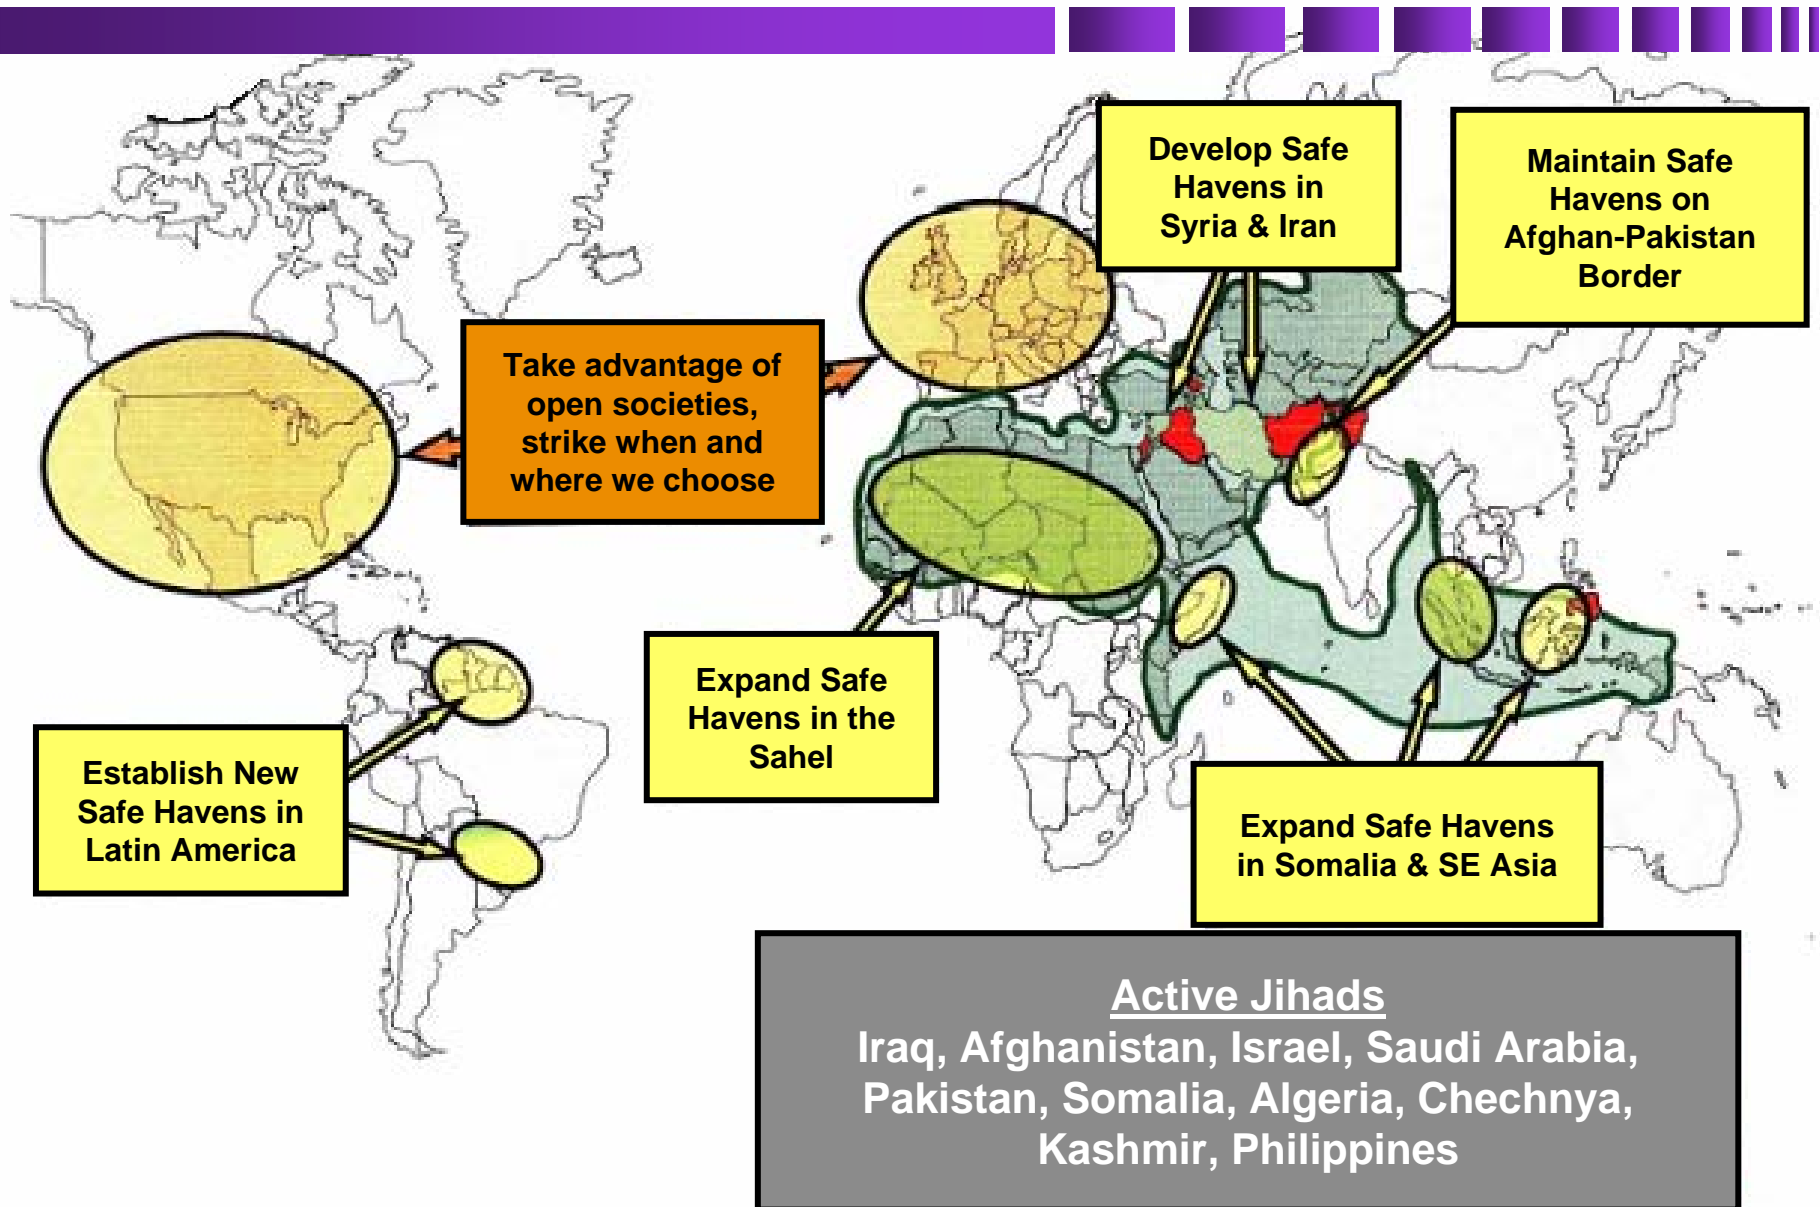 Develop Safe
Havens in
Syria & Iran
Maintain Safe
Havens on
Afghan-Pakistan
Border
Take advantage of
open societies,
strike when and
where we choose
Expand Safe
Havens in the
Sahel
Establish New
Safe Havens in
Latin America
Expand Safe Havens
in Somalia & SE Asia
Active Jihads
Iraq, Afghanistan, Israel, Saudi Arabia,
Pakistan, Somalia, Algeria, Chechnya,
Kashmir, Philippines